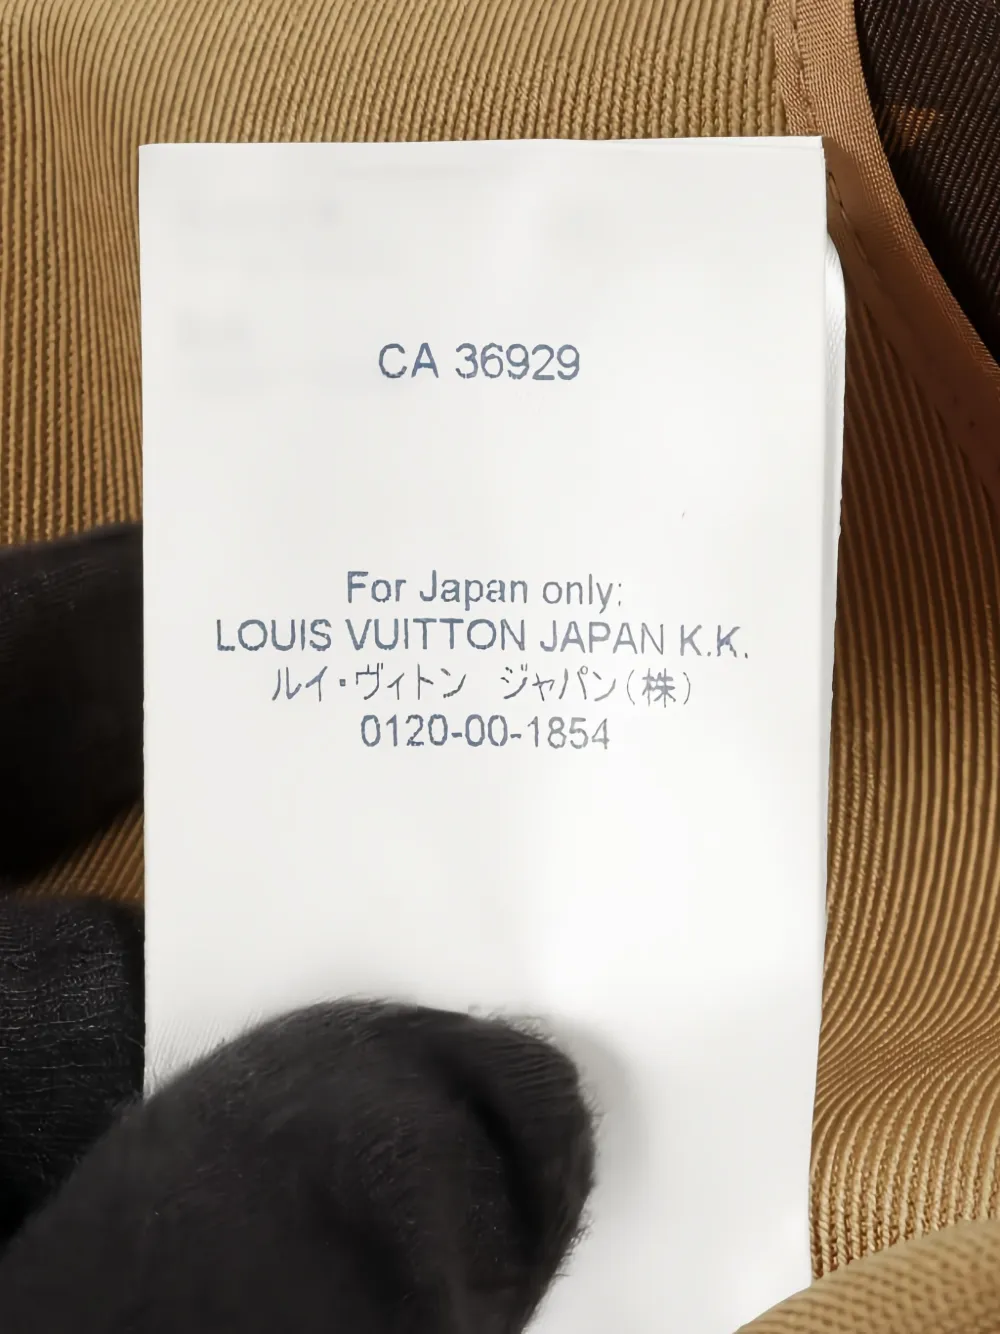 CA 36929
For Japan only:
LOUIS VUITTON JAPAN K.K.
ルイ・ヴィトン　ジャパン(株)
0120-00-1854